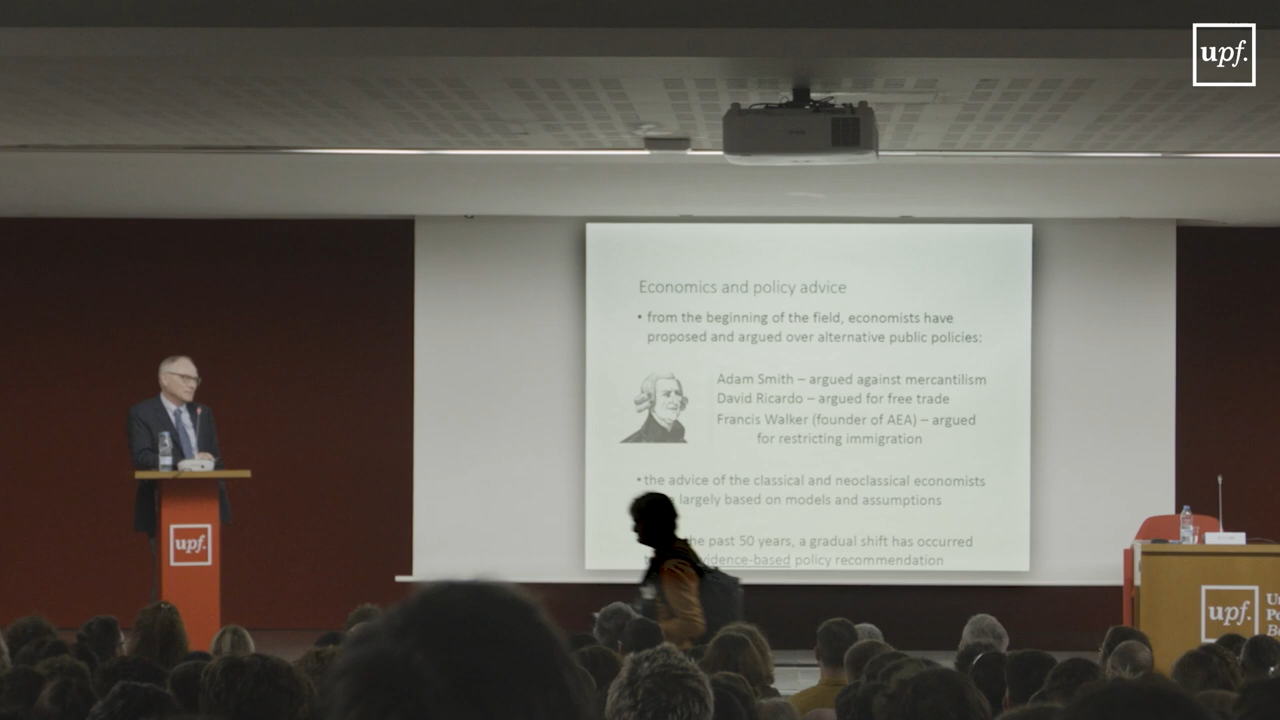 upf.
Economics and policy advice
• from the beginning of the field, economists have
proposed and argued over alternative public policies:
Adam Smith – argued against mercantilism
David Ricardo – argued for free trade
Francis Walker (founder of AEA) – argued
for restricting immigration
• the advice of the classical and neoclassical economists
largely based on models and assumptions
the past 50 years, a gradual shift has occurred
evidence-based policy recommendation
upf.
upf.